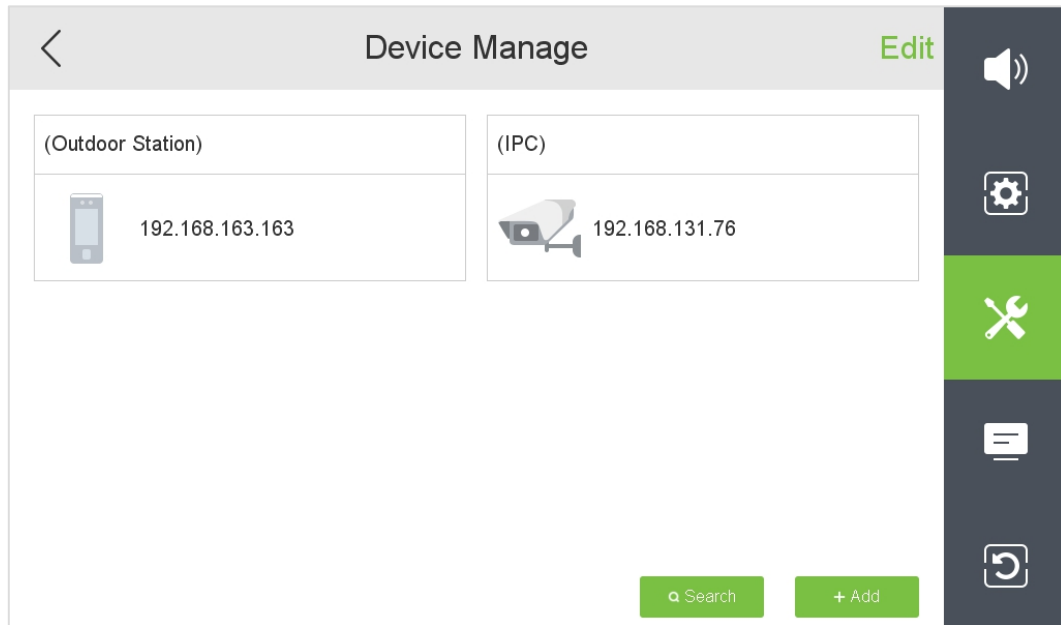 Device Manage
Edit
(Outdoor Station)
192.168.163.163
(IPC)
192.168.131.76
Search
+ Add